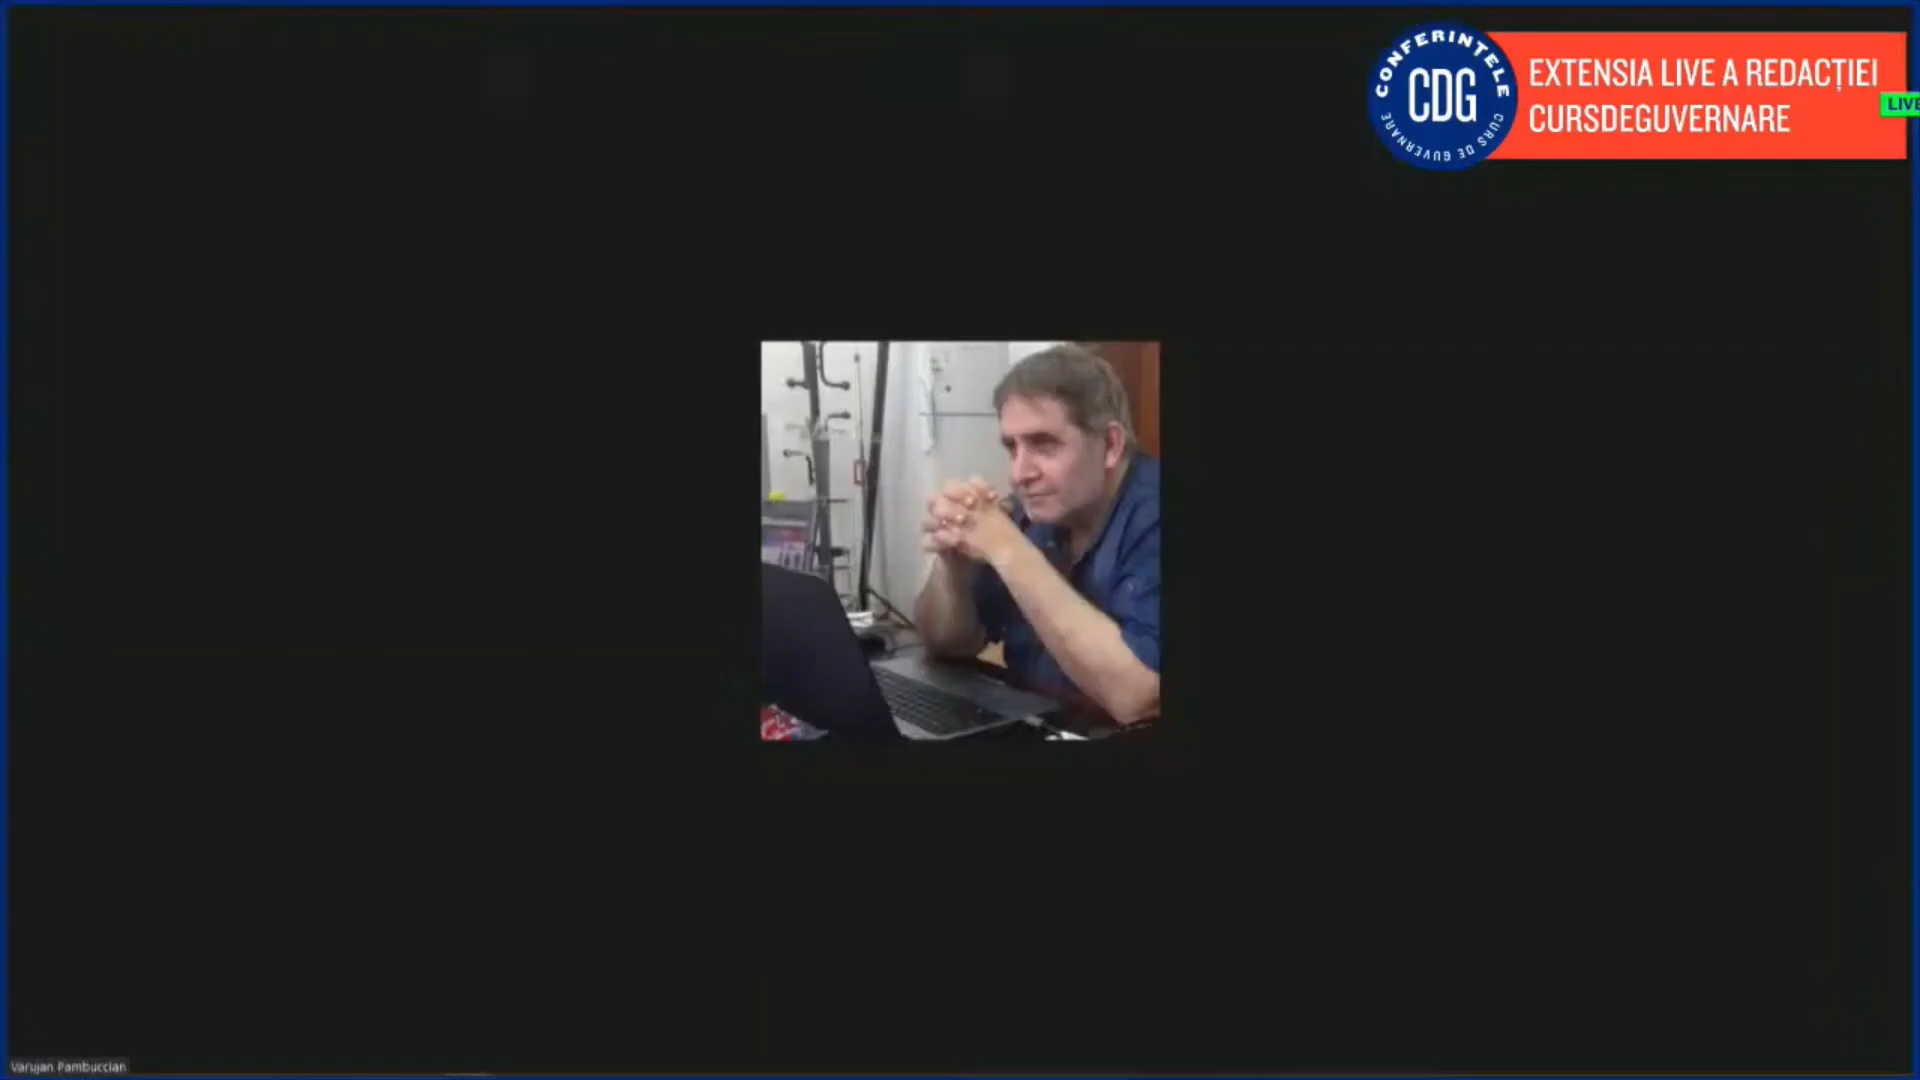 CONFERINȚELE
CDG
CURS DE GUVERNARE
EXTENSIA LIVE A REDACȚIEI
CURSDEGUVERNARE
LIVE
Varujan Pambuccian